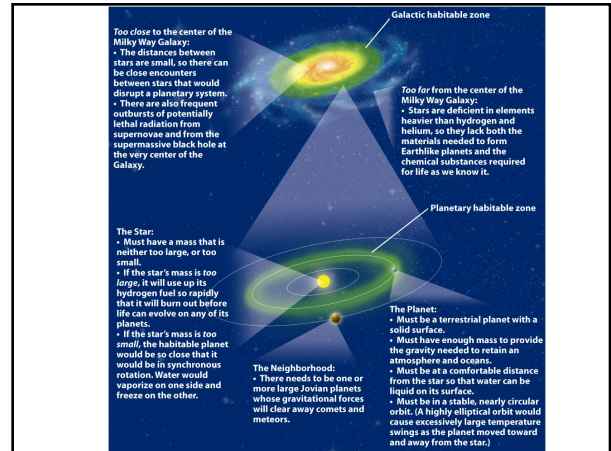 Galactic habitable zone
Too close to the center of the
Milky Way Galaxy:
• The distances between
stars are small, so there can
be close encounters
between stars that would
disrupt a planetary system.
• There are also frequent
outbursts of potentially
lethal radiation from
supernovae and from the
supermassive black hole at
the very center of the
Galaxy.
Too far from the center of the
Milky Way Galaxy:
• Stars are deficient in elements
heavier than hydrogen and
helium, so they lack both the
materials needed to form
Earthlike planets and the
chemical substances required
for life as we know it.
Planetary habitable zone
The Star:
• Must have a mass that is
neither too large, or too
small.
• If the star's mass is too
large, it will use up its
hydrogen fuel so rapidly
that it will burn out before
life can evolve on any of its
planets.
• If the star's mass is too
small, the habitable planet
would be so close that it
would be in synchronous
rotation. Water would
vaporize on one side and
freeze on the other.
The Neighborhood:
• There needs to be one or
more large Jovian planets
whose gravitational forces
will clear away comets and
meteors.
The Planet:
• Must be a terrestrial planet with a
solid surface.
• Must have enough mass to provide
the gravity needed to retain an
atmosphere and oceans.
• Must be at a comfortable distance
from the star so that water can be
liquid on its surface.
• Must be in a stable, nearly circular
orbit. (A highly elliptical orbit would
cause excessively large temperature
swings as the planet moved toward
and away from the star.)